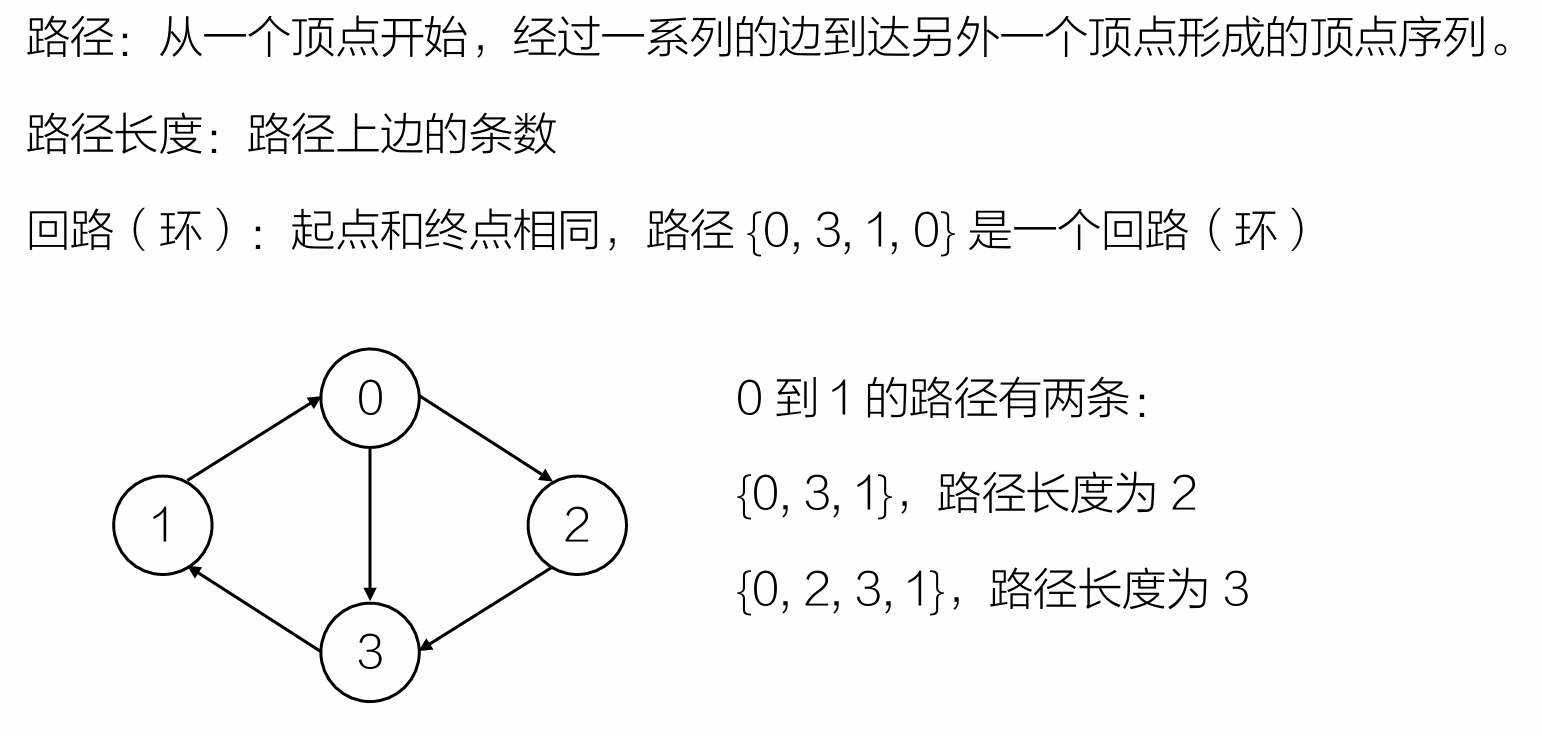 路径：从一个顶点开始，经过一系列的边到达另外一个顶点形成的顶点序列。
路径长度：路径上边的条数
回路（环）：起点和终点相同，路径 {0, 3, 1, 0} 是一个回路（环）
0
1
2
3
0 到 1 的路径有两条：
{0, 3, 1}，路径长度为 2
{0, 2, 3, 1}，路径长度为 3